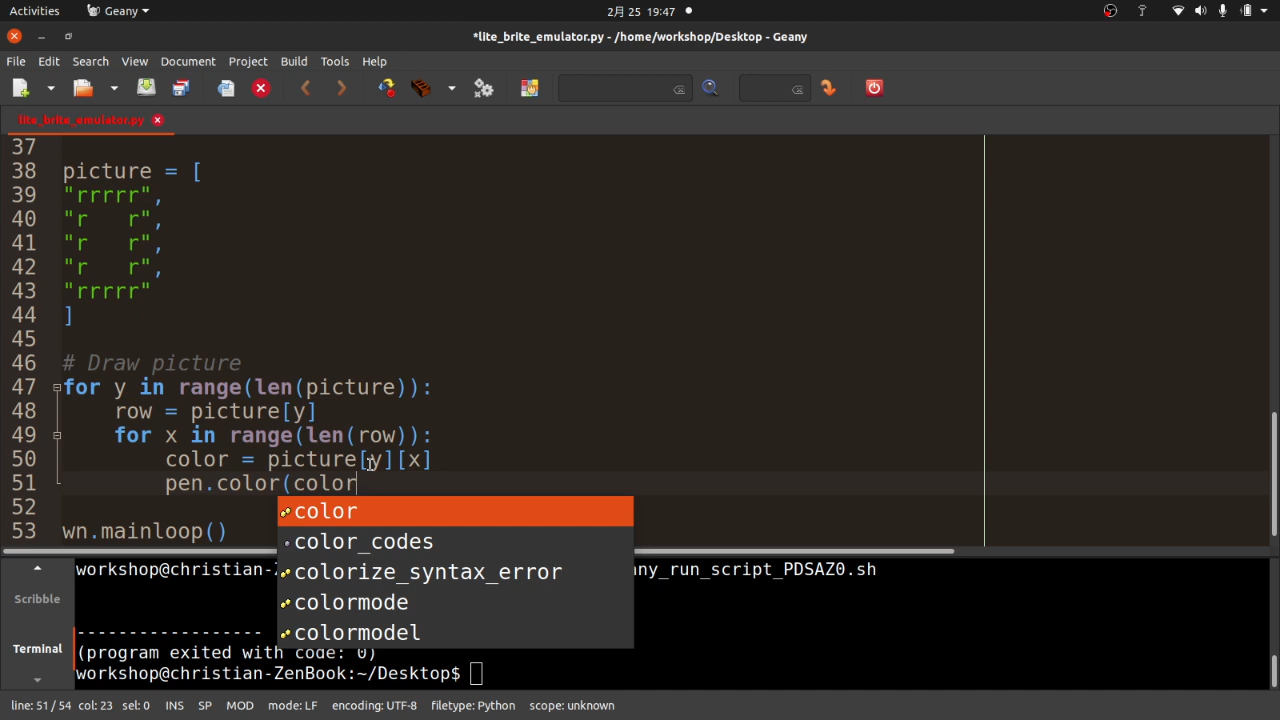 Activities Geany 2月 25 19:47
*lite_brite_emulator.py - /home/workshop/Desktop - Geany
File Edit Search View Document Project Build Tools Help
lite_brite_emulator.py
37
38 picture = [
39 "rrrrr",
40 "r   r",
41 "r   r",
42 "r   r",
43 "rrrrr"
44 ]
45
46 # Draw picture
47 for y in range(len(picture)):
48     row = picture[y]
49     for x in range(len(row)):
50         color = picture[y][x]
51         pen.color(color
52
53 wn.mainloop()
color
color_codes
colorize_syntax_error
colormode
colormodel
Scribble
Terminal
workshop@christian-Z ny_run_script_PDSAZ0.sh
------------------
(program exited with code: 0)
workshop@christian-ZenBook:~/Desktop$
line: 51 / 54 col: 23 sel: 0 INS SP MOD mode: LF encoding: UTF-8 filetype: Python scope: unknown